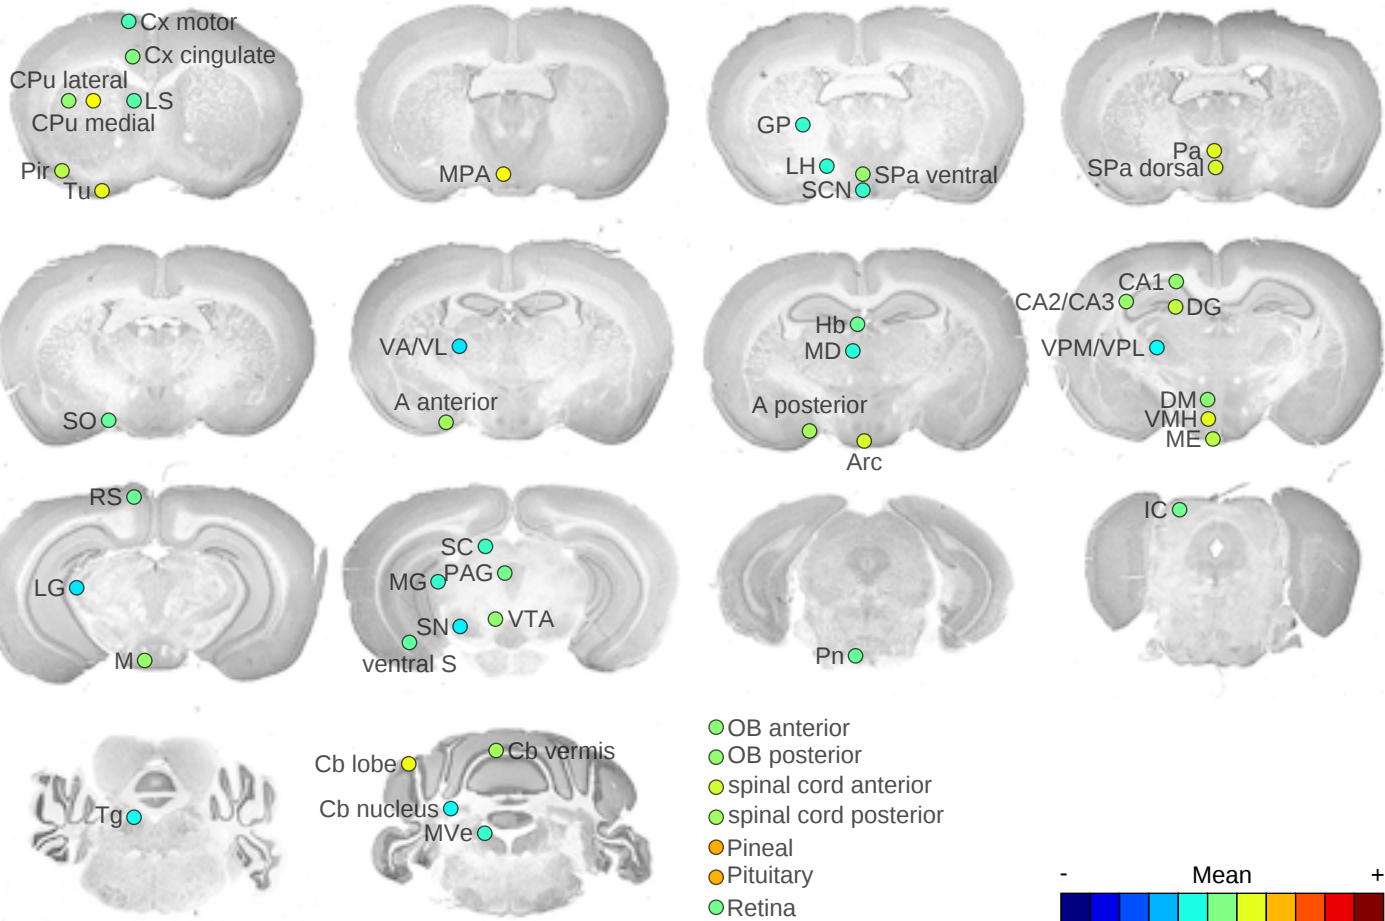 Cx motor
Cx cingulate
CPu lateral
LS
CPu medial
Pir
Tu
MPA
GP
LH
SPa ventral
SCN
Pa
SPa dorsal
SO
VA/VL
A anterior
Hb
MD
A posterior
Arc
CA1
CA2/CA3
DG
VPM/VPL
DM
VMH
ME
RS
LG
M
SC
MG
PAG
SN
VTA
ventral S
Pn
IC
Tg
Cb lobe
Cb vermis
Cb nucleus
MVe
OB anterior
OB posterior
spinal cord anterior
spinal cord posterior
Pineal
Pituitary
Retina
- Mean +